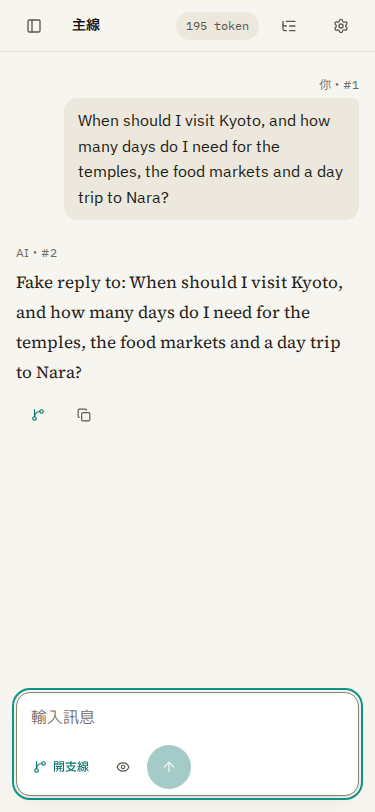 主線
195 token
你 • #1
When should I visit Kyoto, and how
many days do I need for the
temples, the food markets and a day
trip to Nara?
AI • #2
Fake reply to: When should I visit Kyoto,
and how many days do I need for the
temples, the food markets and a day trip
to Nara?
輸入訊息
開支線